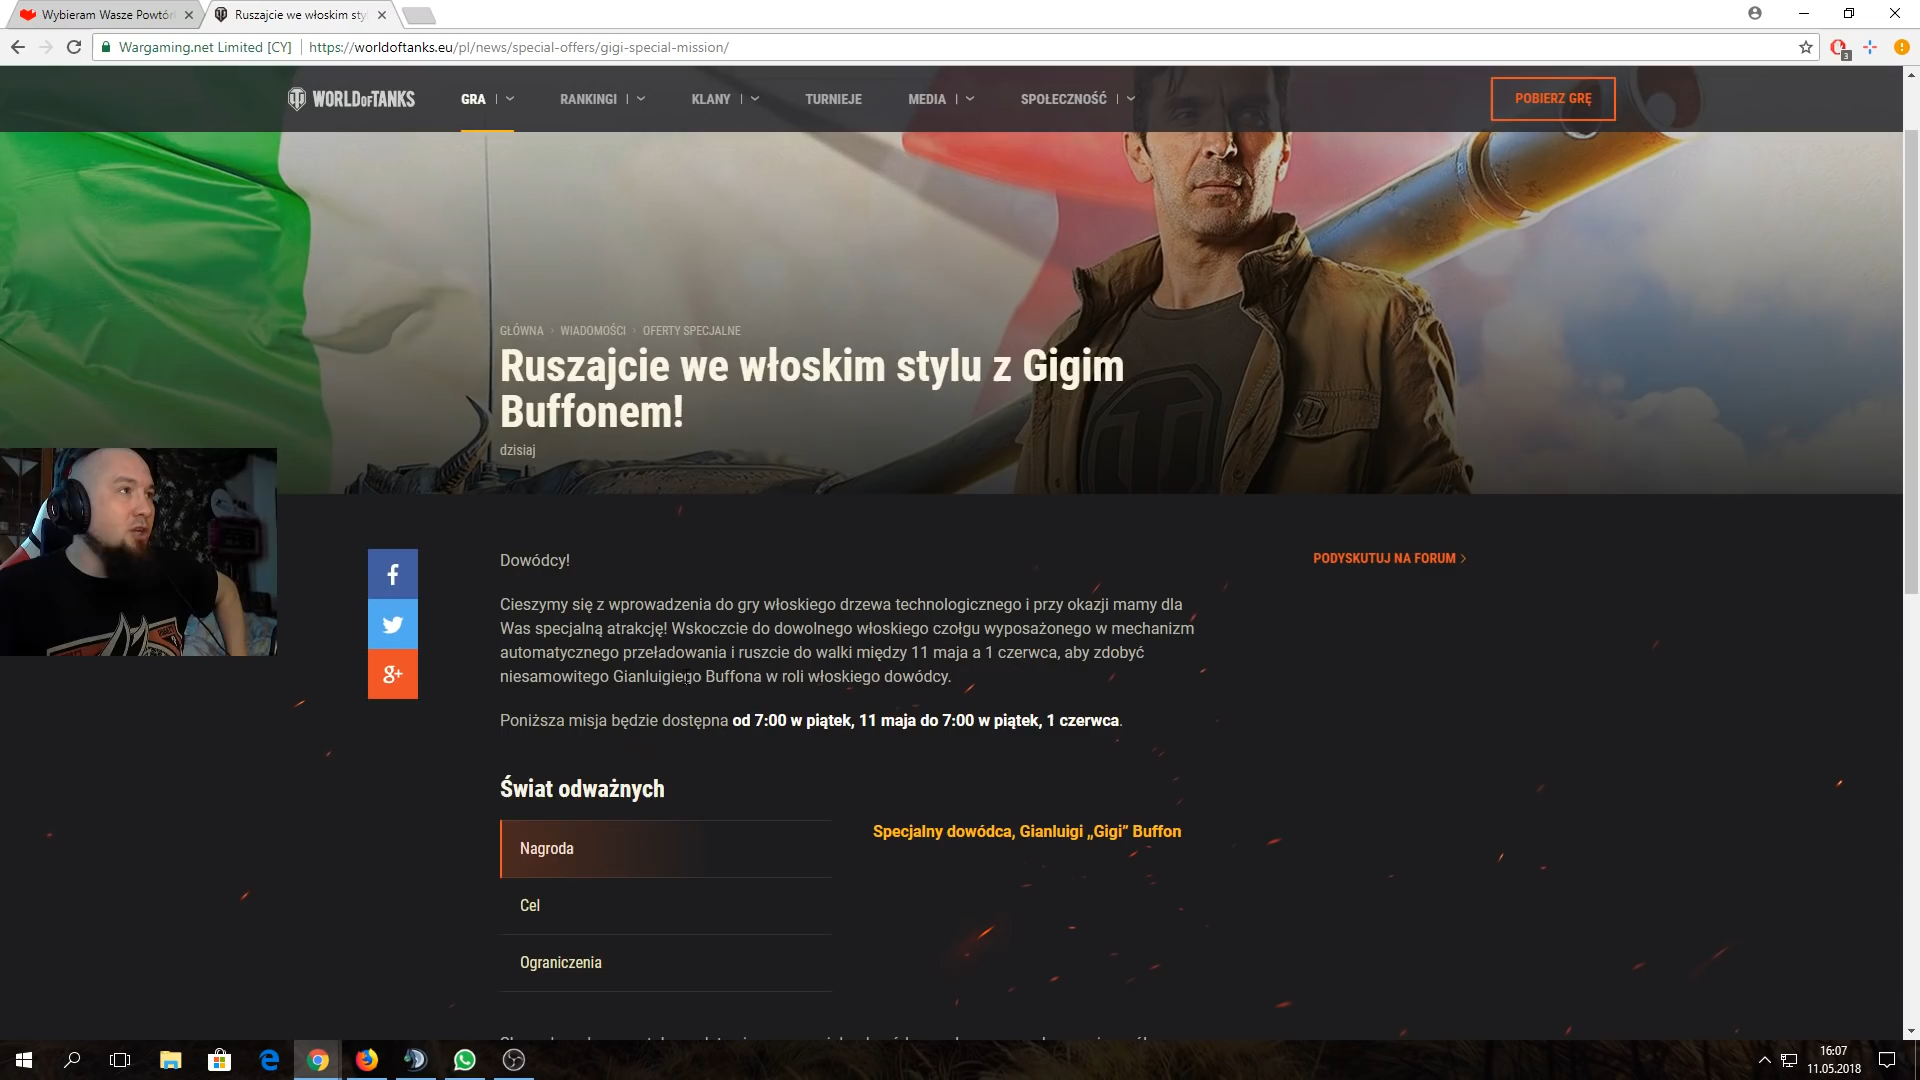 Wybieram Wasze Powtór
Ruszajcie we włoskim sty
Wargaming.net Limited [CY]
https://worldoftanks.eu/pl/news/special-offers/gigi-special-mission/
3
WORLD OF TANKS
GRA
RANKINGI
KLANY
TURNIEJE
MEDIA
SPOŁECZNOŚĆ
POBIERZ GRĘ
GŁÓWNA > WIADOMOŚCI > OFERTY SPECJALNE
Ruszajcie we włoskim stylu z Gigim
Buffonem!
dzisiaj
Dowódcy!
PODYSKUTUJ NA FORUM >
Cieszymy się z wprowadzenia do gry włoskiego drzewa technologicznego i przy okazji mamy dla
Was specjalną atrakcję! Wskoczcie do dowolnego włoskiego czołgu wyposażonego w mechanizm
automatycznego przeładowania i ruszcie do walki między 11 maja a 1 czerwca, aby zdobyć
niesamowitego Gianluigiego Buffona w roli włoskiego dowódcy.
Poniższa misja będzie dostępna od 7:00 w piątek, 11 maja do 7:00 w piątek, 1 czerwca.
Świat odważnych
Nagroda
Specjalny dowódca, Gianluigi „Gigi” Buffon
Cel
Ograniczenia
16:07
11.05.2018